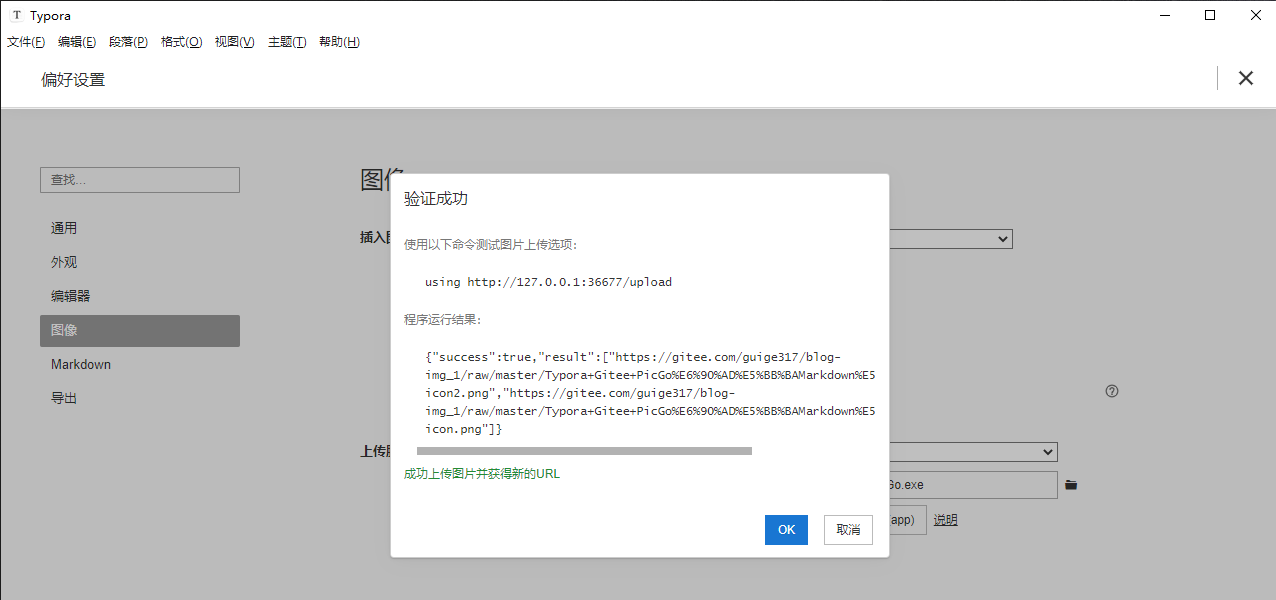 Typora
文件(F) 编辑(E) 段落(P) 格式(O) 视图(V) 主题(T) 帮助(H)
偏好设置
查找...
通用
外观
编辑器
图像
Markdown
导出
图像
插入
验证成功
使用以下命令测试图片上传选项:
using http://127.0.0.1:36677/upload
程序运行结果:
{"success":true,"result":["https://gitee.com/guige317/blog-
img_1/raw/master/Typora+Gitee+PicGo%E6%90%AD%E5%BB%BAMarkdown%E5
icon2.png","https://gitee.com/guige317/blog-
img_1/raw/master/Typora+Gitee+PicGo%E6%90%AD%E5%BB%BAMarkdown%E5
icon.png"]}
成功上传图片并获得新的URL
OK 取消
上传
Go.exe
app) 说明